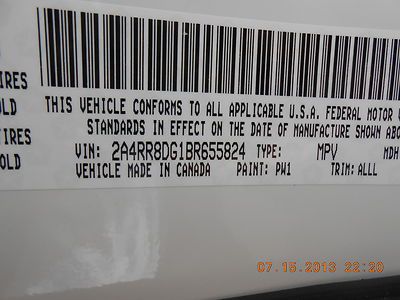 IRES
OLD
THIS VEHICLE CONFORMS TO ALL APPLICABLE U.S.A. FEDERAL MOTOR V
TIRES
STANDARDS IN EFFECT ON THE DATE OF MANUFACTURE SHOWN ABO
OLD
VIN: 2A4RR8DG1BR655824 TYPE: MPV MDH
VEHICLE MADE IN CANADA PAINT: PW1 TRIM: ALLL
07.15.2013 22:20